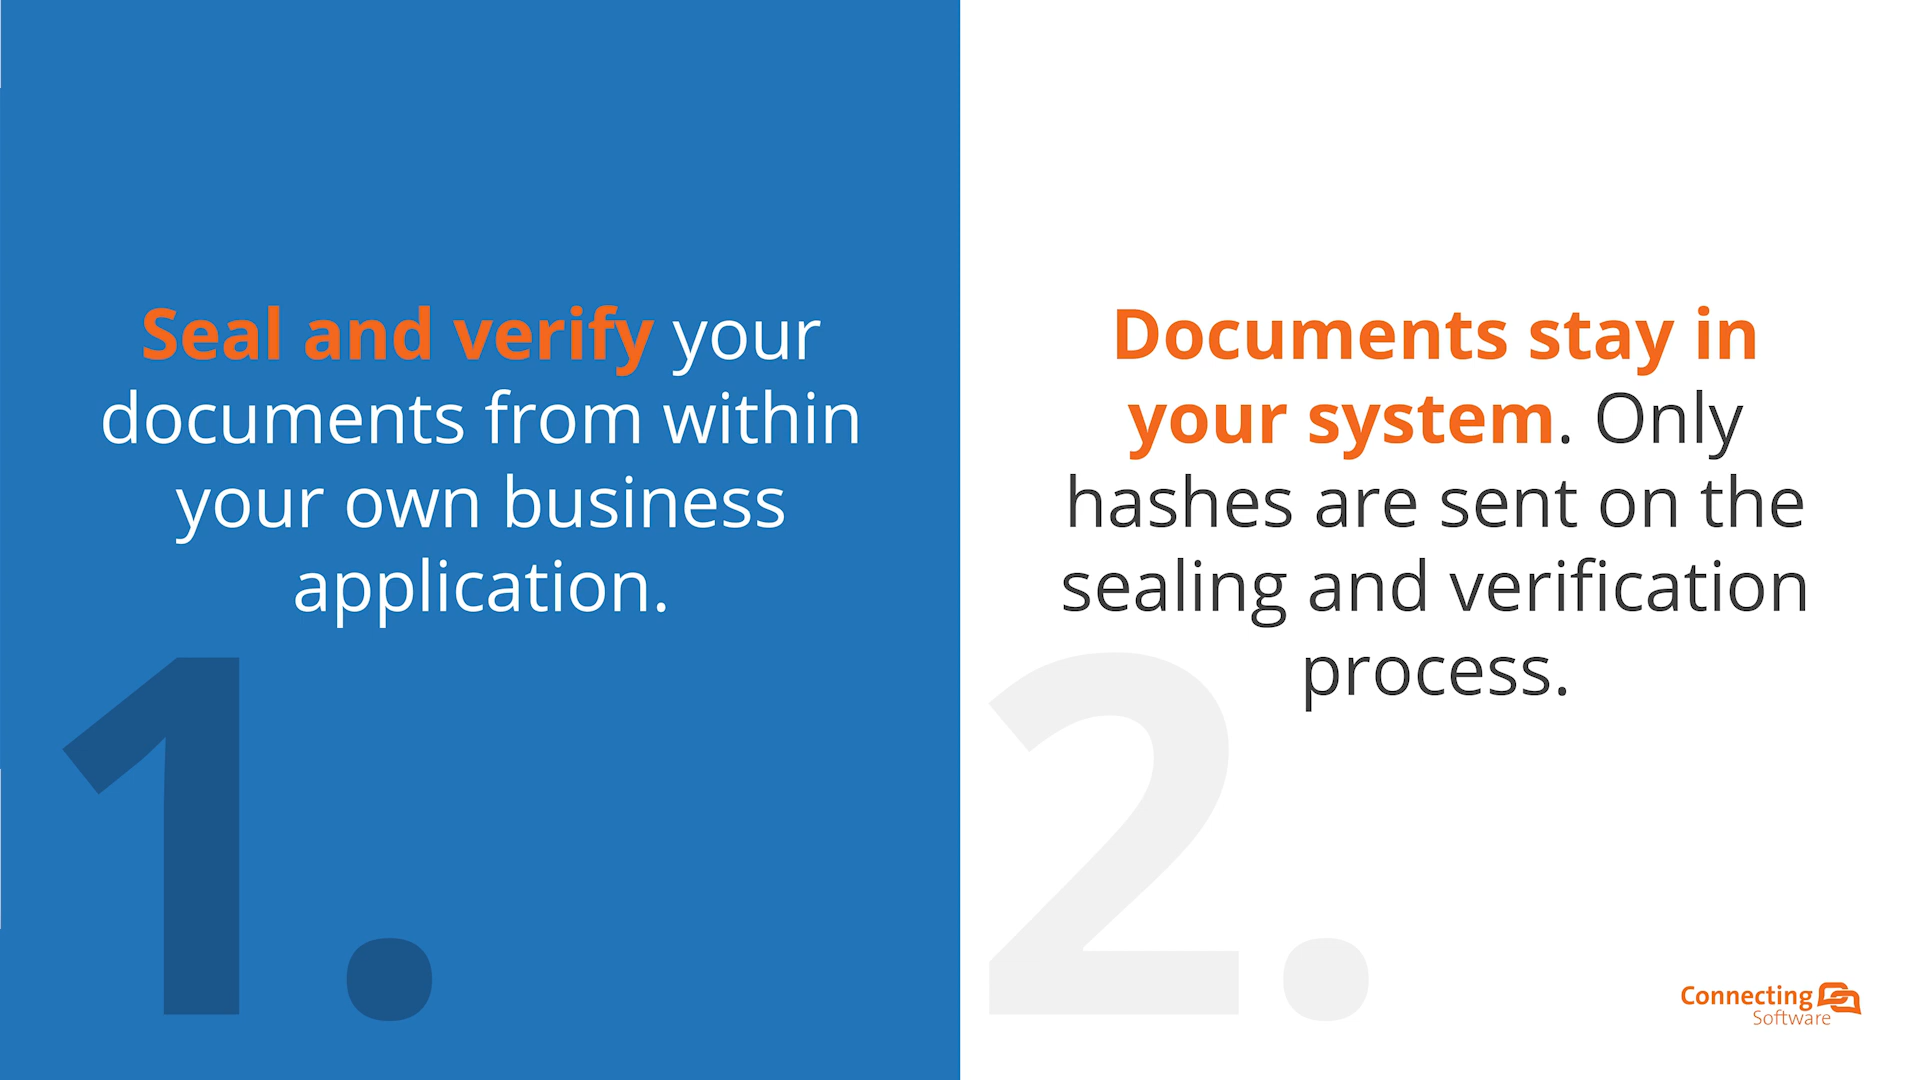 Seal and verify your
documents from within
your own business
application.
1.
Documents stay in
your system. Only
hashes are sent on the
sealing and verification
process.
2.
Connecting
Software